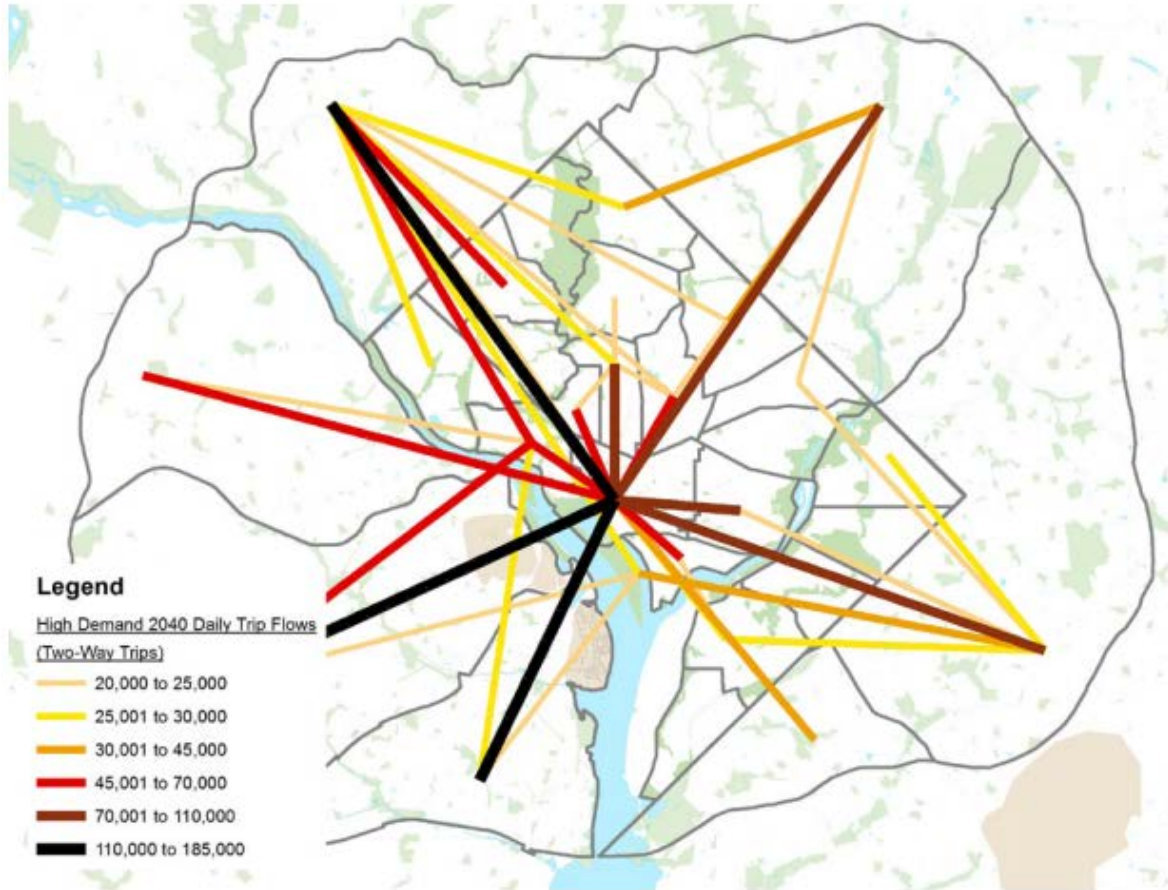 Legend
High Demand 2040 Daily Trip Flows
(Two-Way Trips)
20,000 to 25,000
25,001 to 30,000
30,001 to 45,000
45,001 to 70,000
70,001 to 110,000
110,000 to 185,000